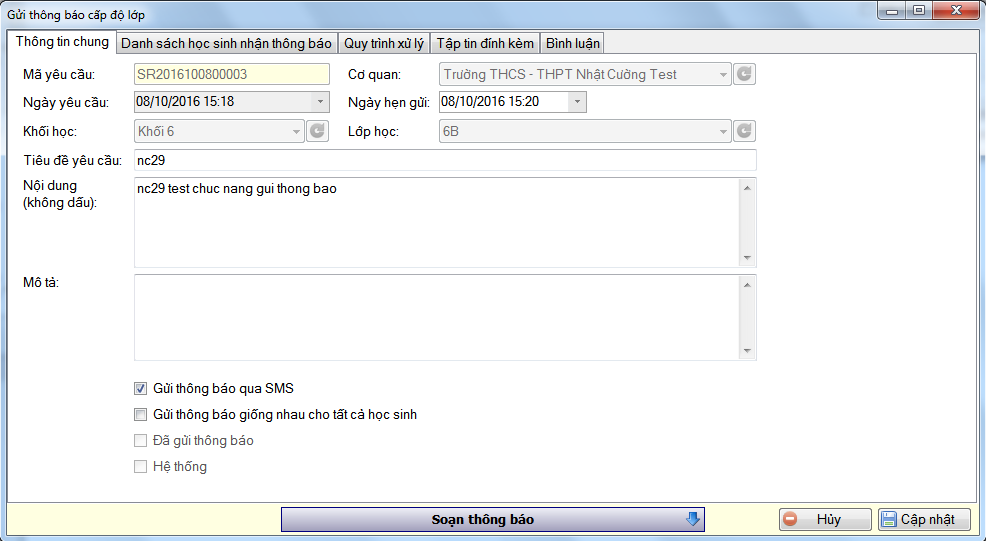 Gửi thông báo cấp độ lớp
Thông tin chung Danh sách học sinh nhận thông báo Quy trình xử lý Tập tin đính kèm Bình luận
Mã yêu cầu: SR2016100800003 Cơ quan: Trường THCS - THPT Nhật Cường Test
Ngày yêu cầu: 08/10/2016 15:18 Ngày hẹn gửi: 08/10/2016 15:20
Khối học: Khối 6 Lớp học: 6B
Tiêu đề yêu cầu: nc29
Nội dung
(không dấu): nc29 test chuc nang gui thong bao
Mô tả:
Gửi thông báo qua SMS
Gửi thông báo giống nhau cho tất cả học sinh
Đã gửi thông báo
Hệ thống
Soạn thông báo Hủy Cập nhật